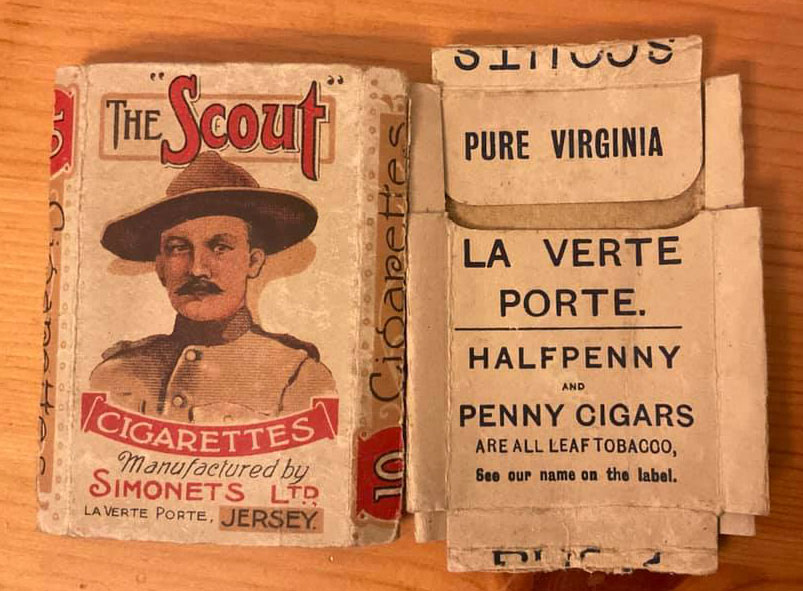 THE "Scout"
CIGARETTES
Manufactured by
SIMONETS LTD
LA VERTE PORTE, JERSEY.
Cigarettes
10
Cigarettes
PURE VIRGINIA
LA VERTE
PORTE.
HALFPENNY
AND
PENNY CIGARS
ARE ALL LEAF TOBACCO,
See our name on the label.